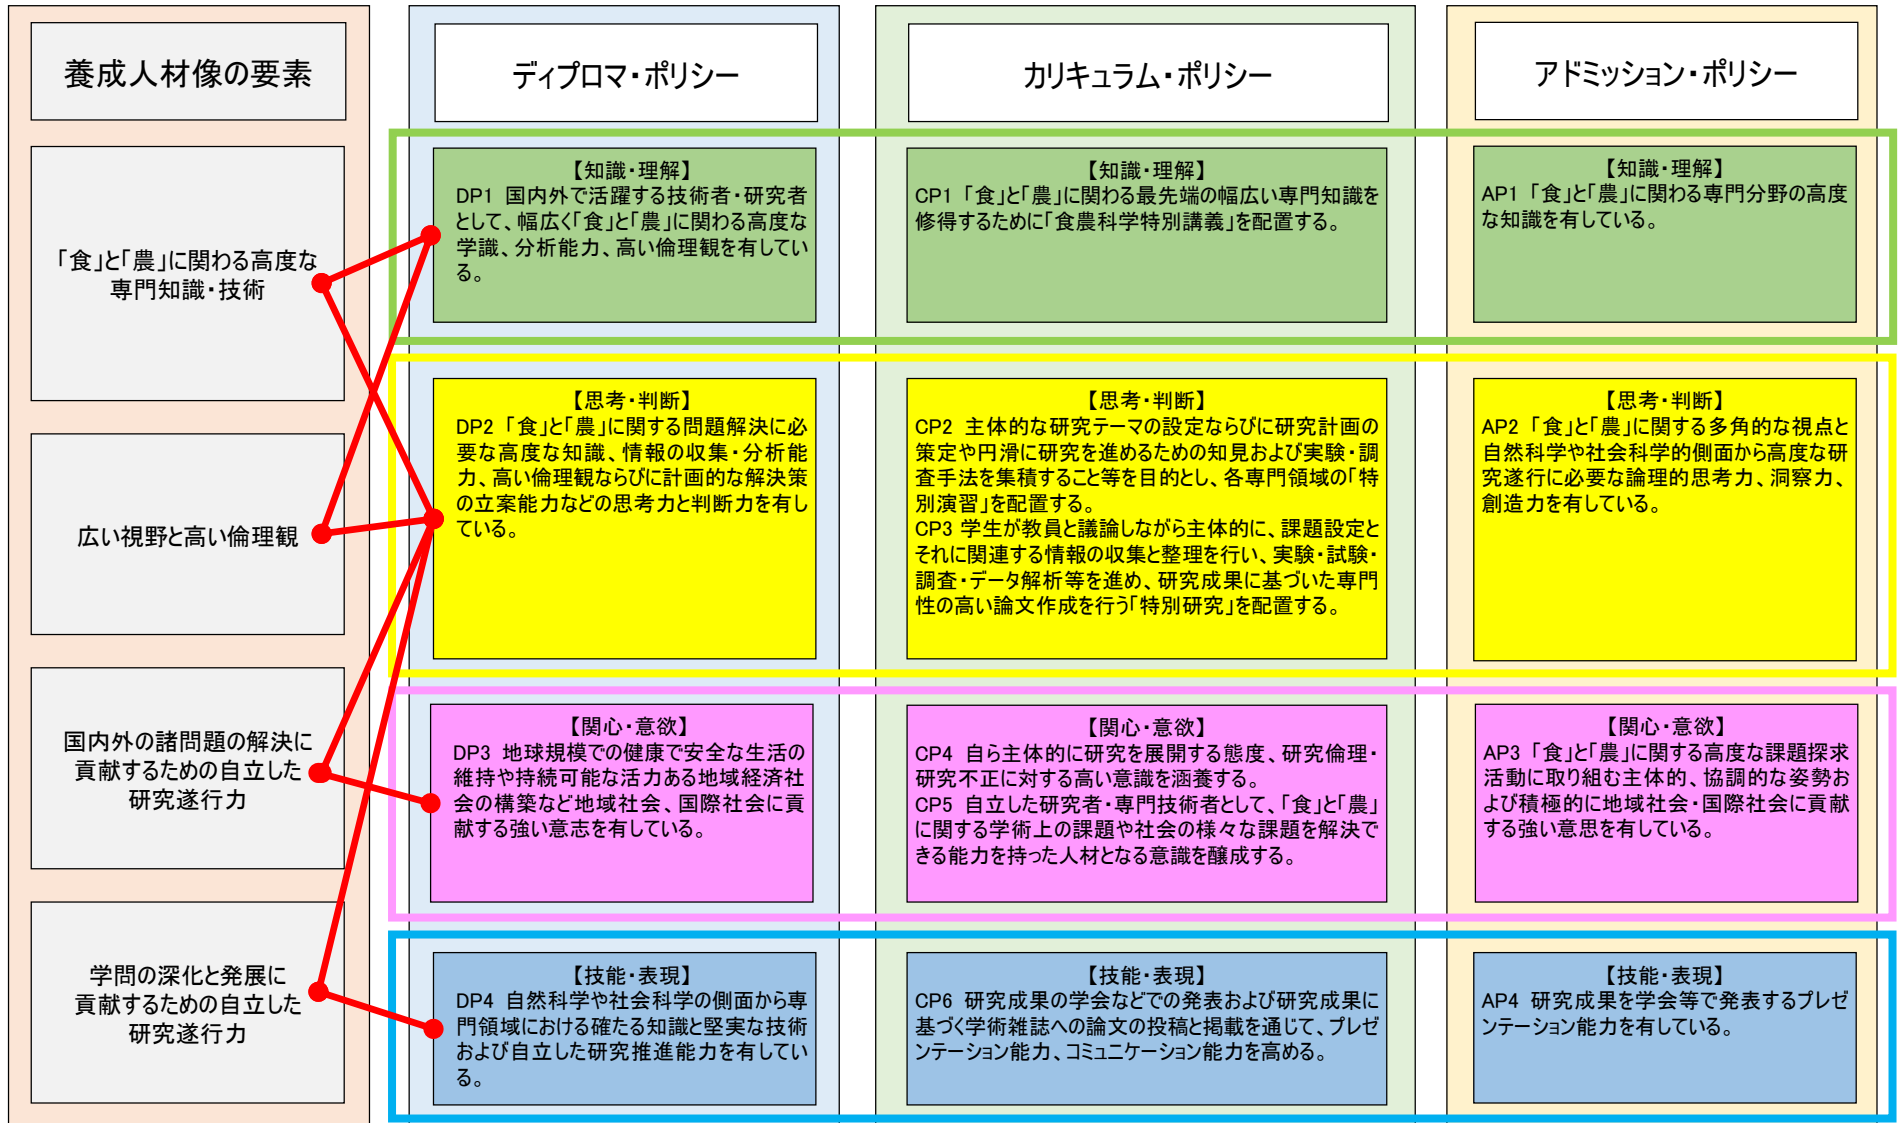 養成人材像の要素
ディプロマ・ポリシー
カリキュラム・ポリシー
アドミッション・ポリシー
「食」と「農」に関わる高度な
専門知識・技術
【知識・理解】
DP1 国内外で活躍する技術者・研究者
として、幅広く「食」と「農」に関わる高度な
学識、分析能力、高い倫理観を有してい
る。
【知識・理解】
CP1 「食」と「農」に関わる最先端の幅広い専門知識を
修得するために「食農科学特別講義」を配置する。
【知識・理解】
AP1 「食」と「農」に関わる専門分野の高度
な知識を有している。
広い視野と高い倫理観
【思考・判断】
DP2 「食」と「農」に関する問題解決に必
要な高度な知識、情報の収集・分析能
力、高い倫理観ならびに計画的な解決策
の立案能力などの思考力と判断力を有し
ている。
【思考・判断】
CP2 主体的な研究テーマの設定ならびに研究計画の
策定や円滑に研究を進めるための知見および実験・調
査手法を集積すること等を目的とし、各専門領域の「特
別演習」を配置する。
CP3 学生が教員と議論しながら主体的に、課題設定と
それに関連する情報の収集と整理を行い、実験・試験・
調査・データ解析等を進め、研究成果に基づいた専門
性の高い論文作成を行う「特別研究」を配置する。
【思考・判断】
AP2 「食」と「農」に関する多角的な視点と
自然科学や社会科学的側面から高度な研
究遂行に必要な論理的思考力、洞察力、
創造力を有している。
国内外の諸問題の解決に
貢献するための自立した
研究遂行力
【関心・意欲】
DP3 地球規模での健康で安全な生活の
維持や持続可能な活力ある地域経済社
会の構築など地域社会、国際社会に貢
献する強い意志を有している。
【関心・意欲】
CP4 自ら主体的に研究を展開する態度、研究倫理・
研究不正に対する高い意識を涵養する。
CP5 自立した研究者・専門技術者として、「食」と「農」
に関する学術上の課題や社会の様々な課題を解決で
きる能力を持った人材となる意識を醸成する。
【関心・意欲】
AP3 「食」と「農」に関する高度な課題探求
活動に取り組む主体的、協調的な姿勢お
よび積極的に地域社会・国際社会に貢献
する強い意思を有している。
学問の深化と発展に
貢献するための自立した
研究遂行力
【技能・表現】
DP4 自然科学や社会科学の側面から専
門領域における確たる知識と堅実な技術
および自立した研究推進能力を有してい
る。
【技能・表現】
CP6 研究成果の学会などでの発表および研究成果に
基づく学術雑誌への論文の投稿と掲載を通じて、プレゼ
ンテーション能力、コミュニケーション能力を高める。
【技能・表現】
AP4 研究成果を学会等で発表するプレゼ
ンテーション能力を有している。